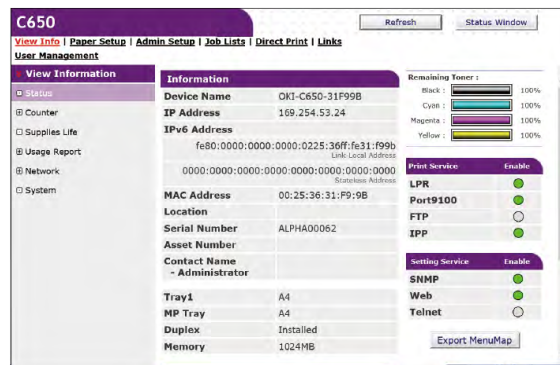 C650
Refresh
Status Window
View Info | Paper Setup | Admin Setup | Job Lists | Direct Print | Links
User Management
View Information
Status
Counter
Supplies Life
Usage Report
Network
System
Information
Device Name OKI-C650-31F99B
IP Address 169.254.53.24
IPv6 Address
fe80:0000:0000:0000:0225:36ff:fe31:f99b
Link Local Address
0000:0000:0000:0000:0000:0000:0000:0000
Stateless Address
MAC Address 00:25:36:31:F9:9B
Location
Serial Number ALPHA00062
Asset Number
Contact Name
- Administrator
Tray1 A4
MP Tray A4
Duplex Installed
Memory 1024MB
Remaining Toner :
Black : 100%
Cyan : 100%
Magenta : 100%
Yellow : 100%
Print Service Enable
LPR
Port9100
FTP
IPP
Setting Service Enable
SNMP
Web
Telnet
Export MenuMap